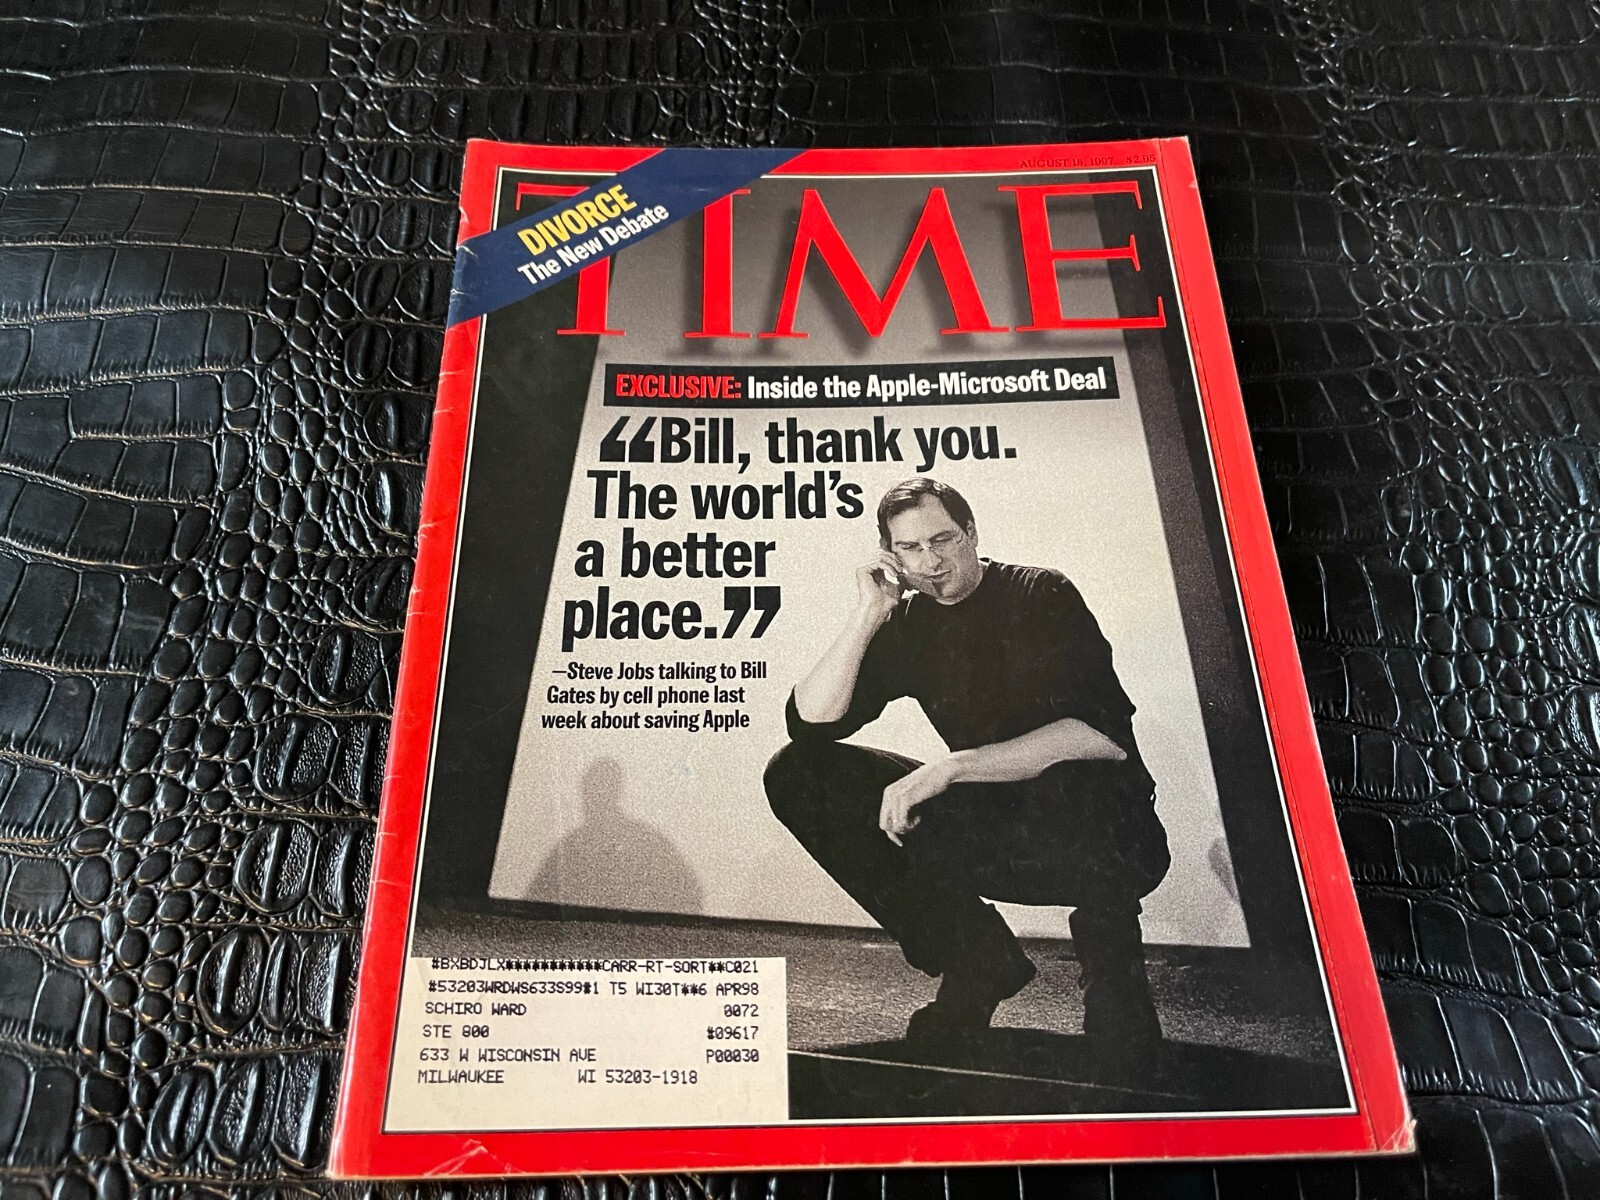 AUGUST 18, 1997 $2.95
DIVORCE
The New Debate
TIME
EXCLUSIVE: Inside the Apple-Microsoft Deal
“Bill, thank you.
The world’s
a better
place.”
—Steve Jobs talking to Bill
Gates by cell phone last
week about saving Apple
#BXBDJLX***********CARR-RT-SORT**C021
#53203WRDWS633S99#1 T5 WI30T**6 APR98
SCHIRO WARD 0072
STE 800 #09617
633 W WISCONSIN AVE P00030
MILWAUKEE WI 53203-1918